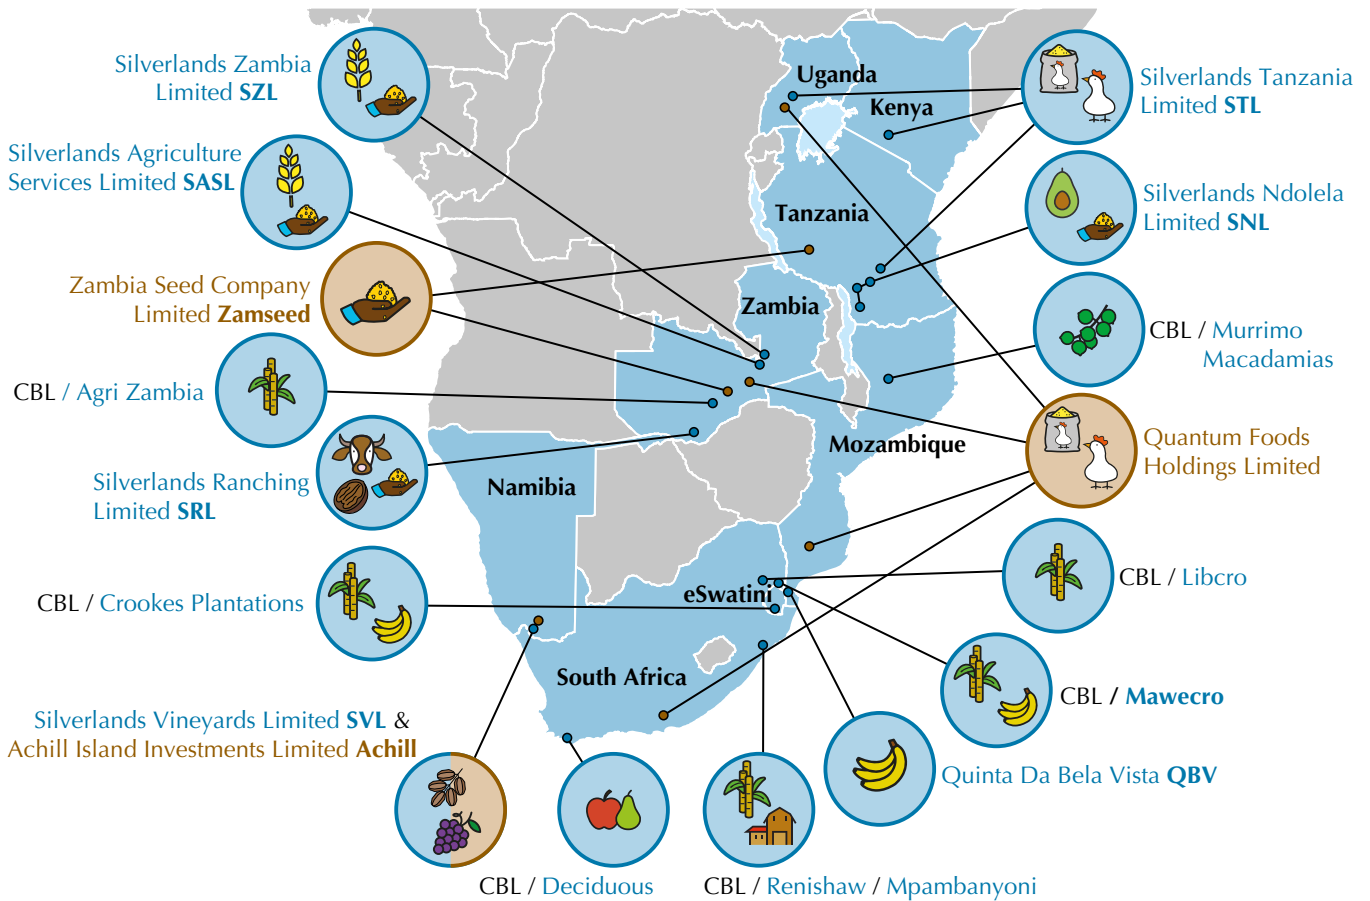 Silverlands Zambia
Limited SZL
Silverlands Agriculture
Services Limited SASL
Zambia Seed Company
Limited Zamseed
CBL / Agri Zambia
Silverlands Ranching
Limited SRL
CBL / Crookes Plantations
Silverlands Vineyards Limited SVL &
Achill Island Investments Limited Achill
CBL / Deciduous
CBL / Renishaw / Mpambanyoni
Uganda
Kenya
Tanzania
Zambia
Mozambique
Namibia
eSwatini
South Africa
Silverlands Tanzania
Limited STL
Silverlands Ndolela
Limited SNL
CBL / Murrimo
Macadamias
Quantum Foods
Holdings Limited
CBL / Libcro
CBL / Mawecro
Quinta Da Bela Vista QBV